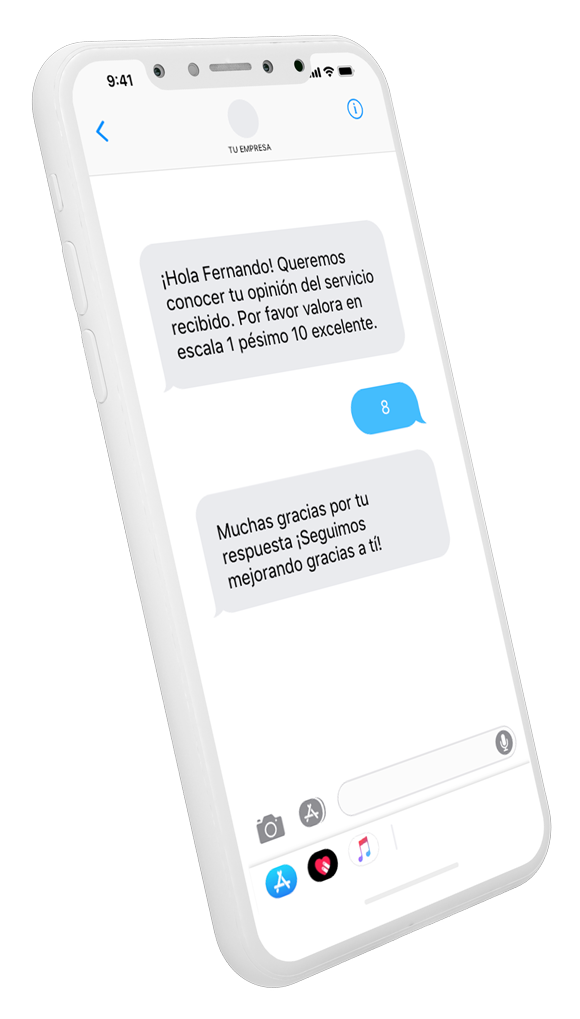 9:41
TU EMPRESA
¡Hola Fernando! Queremos
conocer tu opinión del servicio
recibido. Por favor valora en
escala 1 pésimo 10 excelente.
8
Muchas gracias por tu
respuesta ¡Seguimos
mejorando gracias a tí!